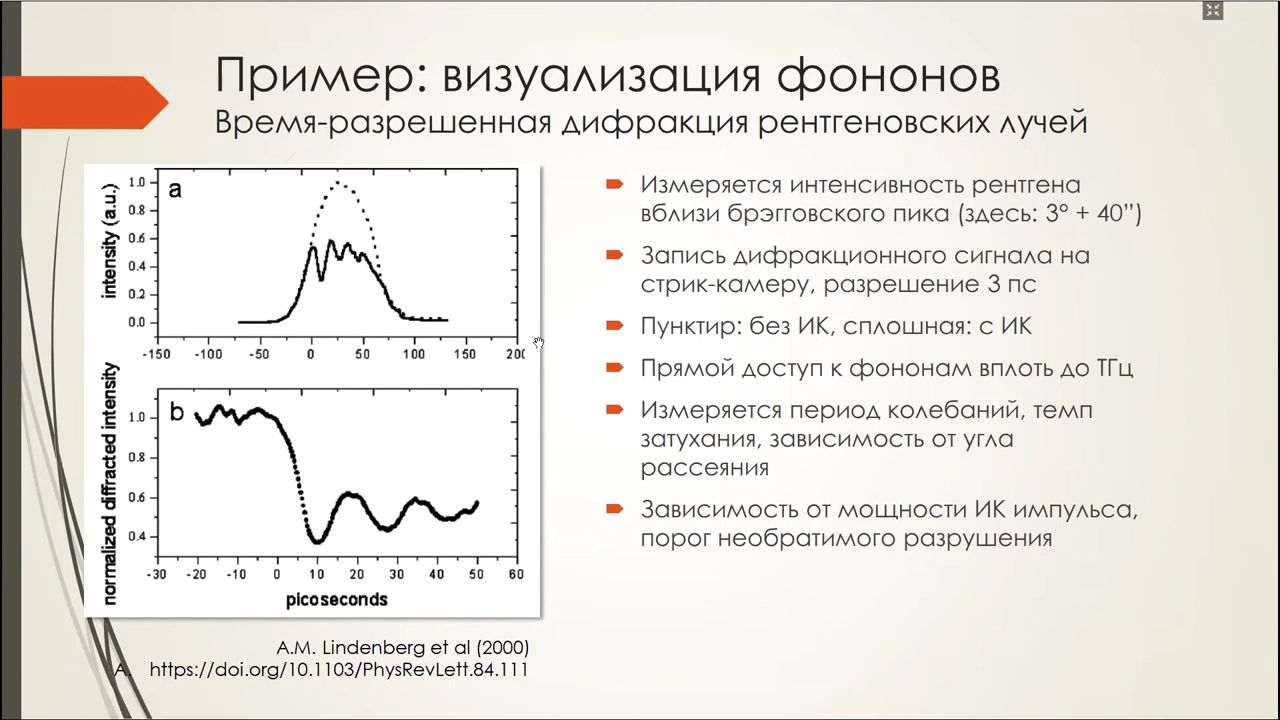 Пример: визуализация фононов
Время-разрешенная дифракция рентгеновских лучей
a
intensity (a.u.)
1.0
0.8
0.6
0.4
0.2
0.0
-150 -100 -50 0 50 100 150 200
b
normalized diffracted intensity
1.0
0.8
0.6
0.4
-30 -20 -10 0 10 20 30 40 50 60
picoseconds
A.M. Lindenberg et al (2000)
A. https://doi.org/10.1103/PhysRevLett.84.111
Измеряется интенсивность рентгена
вблизи брэгговского пика (здесь: 3° + 40”)
Запись дифракционного сигнала на
стрик-камеру, разрешение 3 пс
Пунктир: без ИК, сплошная: с ИК
Прямой доступ к фононам вплоть до ТГц
Измеряется период колебаний, темп
затухания, зависимость от угла
рассеяния
Зависимость от мощности ИК импульса,
порог необратимого разрушения